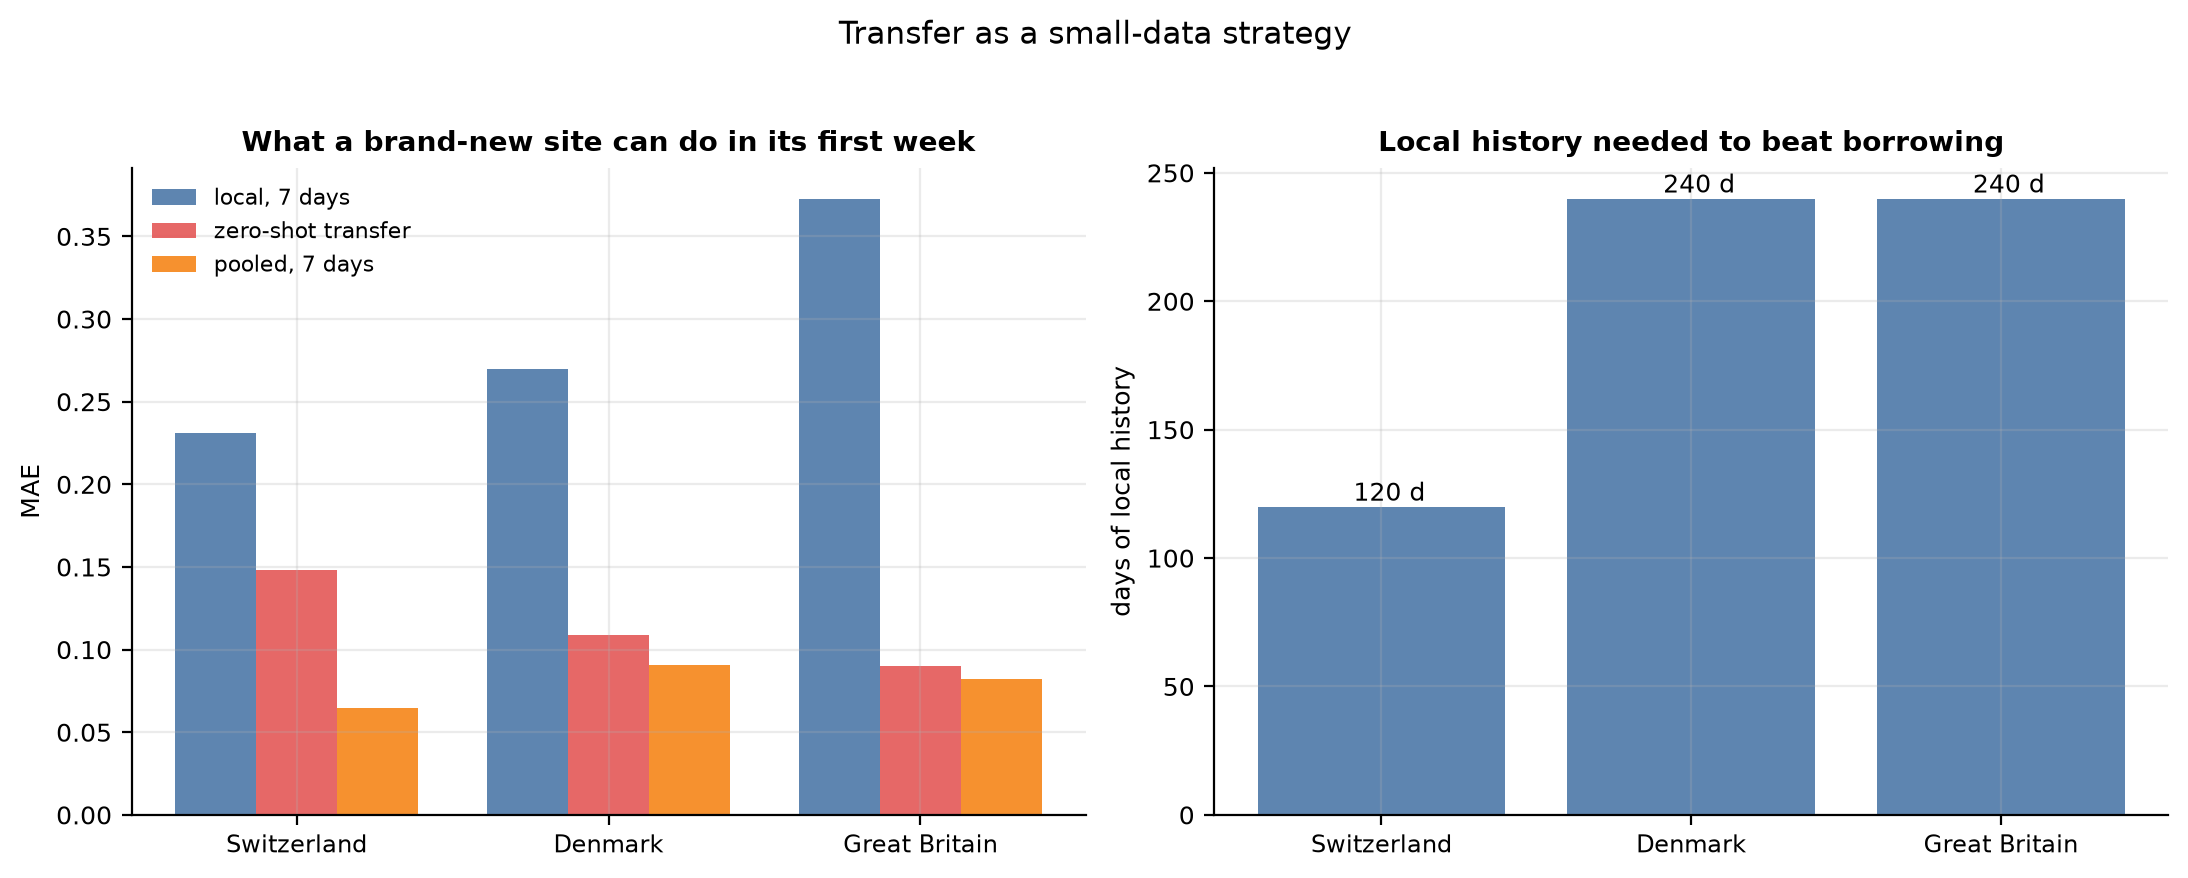 Transfer as a small-data strategy
What a brand-new site can do in its first week
local, 7 days
zero-shot transfer
pooled, 7 days
MAE
0.35
0.30
0.25
0.20
0.15
0.10
0.05
0.00
Switzerland
Denmark
Great Britain
Local history needed to beat borrowing
days of local history
250
200
150
100
50
0
120 d
240 d
240 d
Switzerland
Denmark
Great Britain